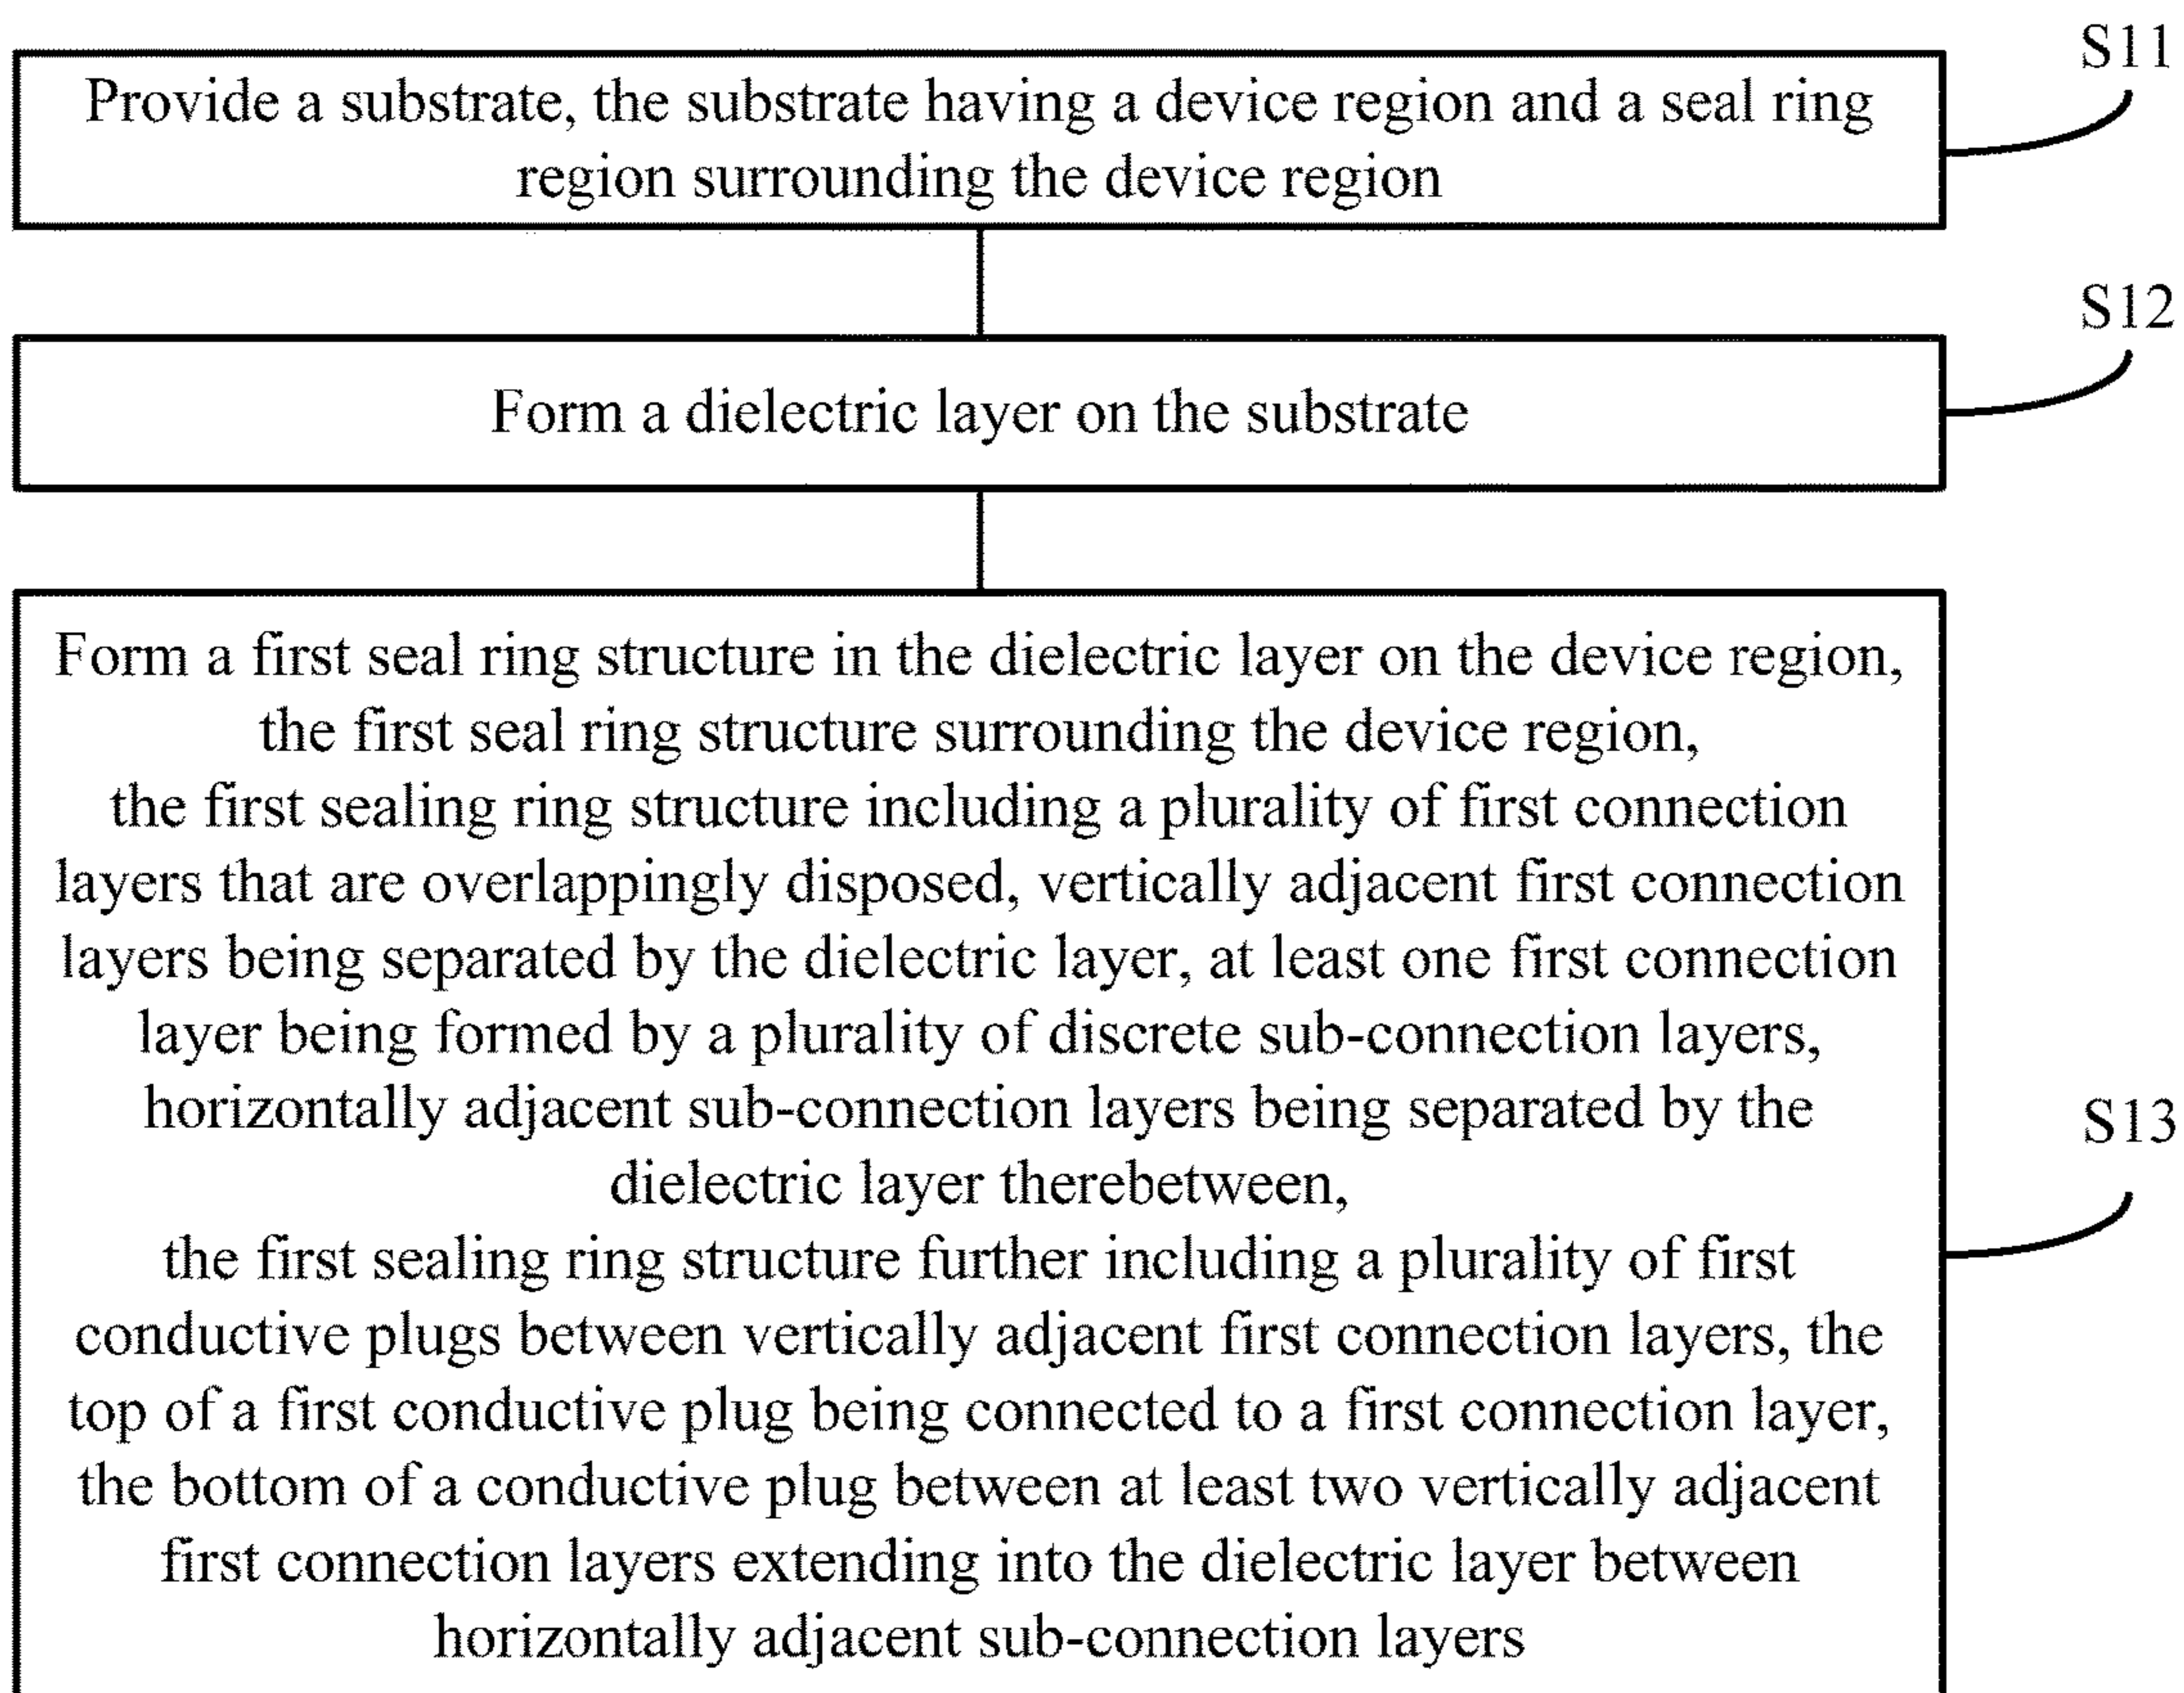 S11
Provide a substrate, the substrate having a device region and a seal ring
region surrounding the device region
S12
Form a dielectric layer on the substrate
Form a first seal ring structure in the dielectric layer on the device region,
the first seal ring structure surrounding the device region,
the first sealing ring structure including a plurality of first connection
layers that are overlappingly disposed, vertically adjacent first connection
layers being separated by the dielectric layer, at least one first connection
layer being formed by a plurality of discrete sub-connection layers,
horizontally adjacent sub-connection layers being separated by the
S13
dielectric layer therebetween,
the first sealing ring structure further including a plurality of first
conductive plugs between vertically adjacent first connection layers, the
top of a first conductive plug being connected to a first connection layer,
the bottom of a conductive plug between at least two vertically adjacent
first connection layers extending into the dielectric layer between
horizontally adjacent sub-connection layers